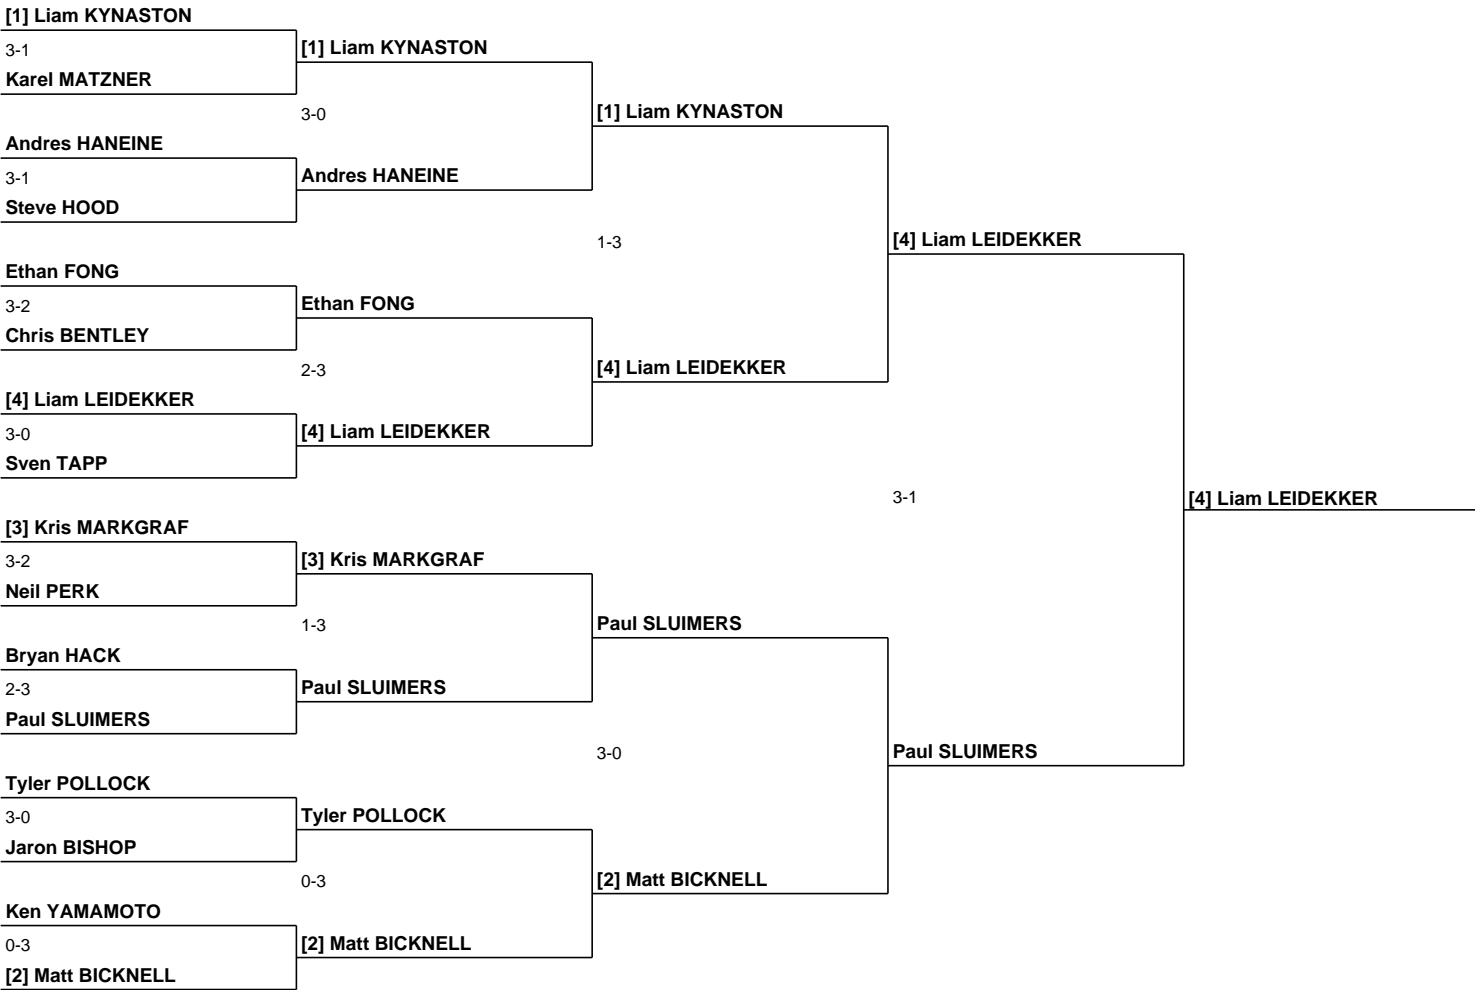 [1] Liam KYNASTON
3-1
Karel MATZNER
Andres HANEINE
3-1
Steve HOOD
Ethan FONG
3-2
Chris BENTLEY
[4] Liam LEIDEKKER
3-0
Sven TAPP
[3] Kris MARKGRAF
3-2
Neil PERK
Bryan HACK
2-3
Paul SLUIMERS
Tyler POLLOCK
3-0
Jaron BISHOP
Ken YAMAMOTO
0-3
[2] Matt BICKNELL
[1] Liam KYNASTON
3-0
Andres HANEINE
Ethan FONG
2-3
[4] Liam LEIDEKKER
[3] Kris MARKGRAF
1-3
Paul SLUIMERS
Tyler POLLOCK
0-3
[2] Matt BICKNELL
[1] Liam KYNASTON
1-3
[4] Liam LEIDEKKER
Paul SLUIMERS
3-0
[2] Matt BICKNELL
[4] Liam LEIDEKKER
3-1
Paul SLUIMERS
[4] Liam LEIDEKKER